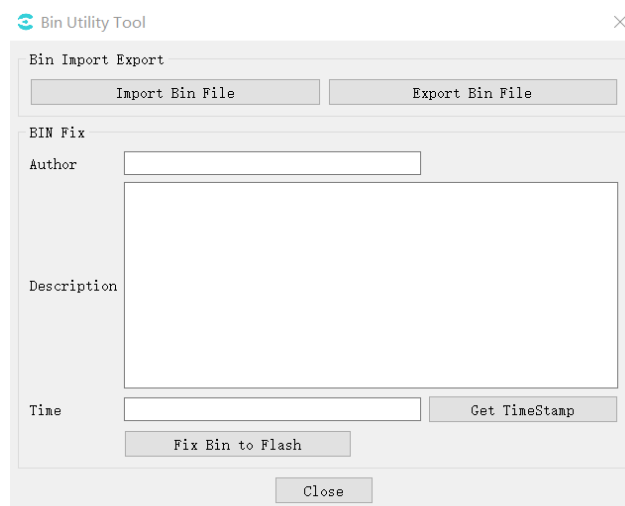 Bin Utility Tool
Bin Import Export
Import Bin File Export Bin File
BIN Fix
Author
Description
Time Get TimeStamp
Fix Bin to Flash
Close